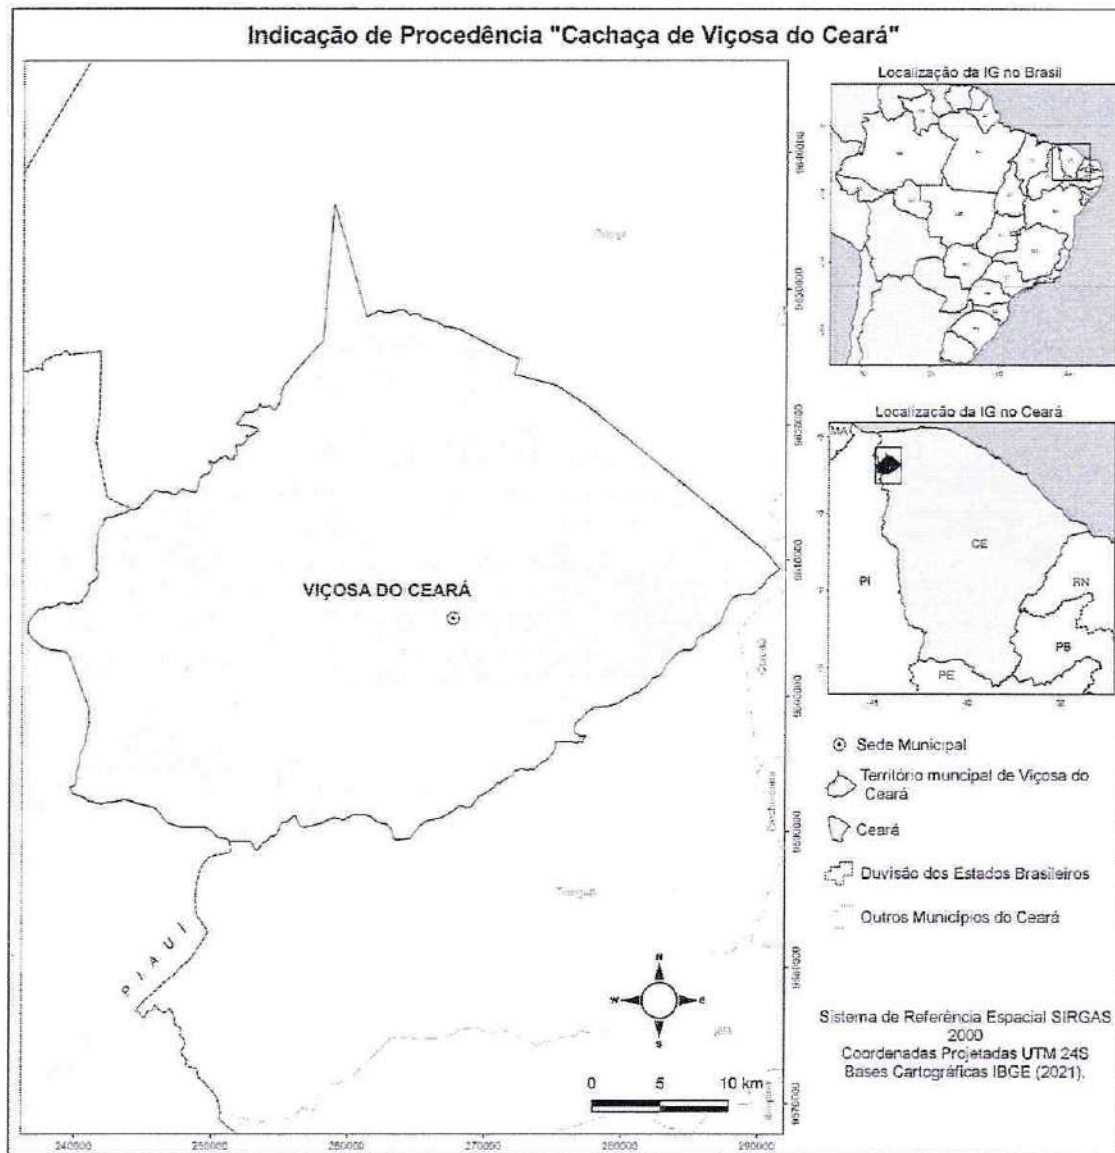 Indicação de Procedência "Cachaça de Viçosa do Ceará"
Localização da IG no Brasil
Localização da IG no Ceará
VIÇOSA DO CEARÁ
PIAUÍ
Tianguá
MA
CE
PI
RN
PB
PE
Sede Municipal
Território muncipal de Viçosa do
Ceará
Ceará
Duvisão dos Estados Brasileiros
Outros Municípios do Ceará
N
W
e
S
0 5 10 km
Sistema de Referência Espacial SIRGAS
2000
Coordenadas Projetadas UTM 24S
Bases Cartográficas IBGE (2021).
240000 250000 260000 270000 280000 290000